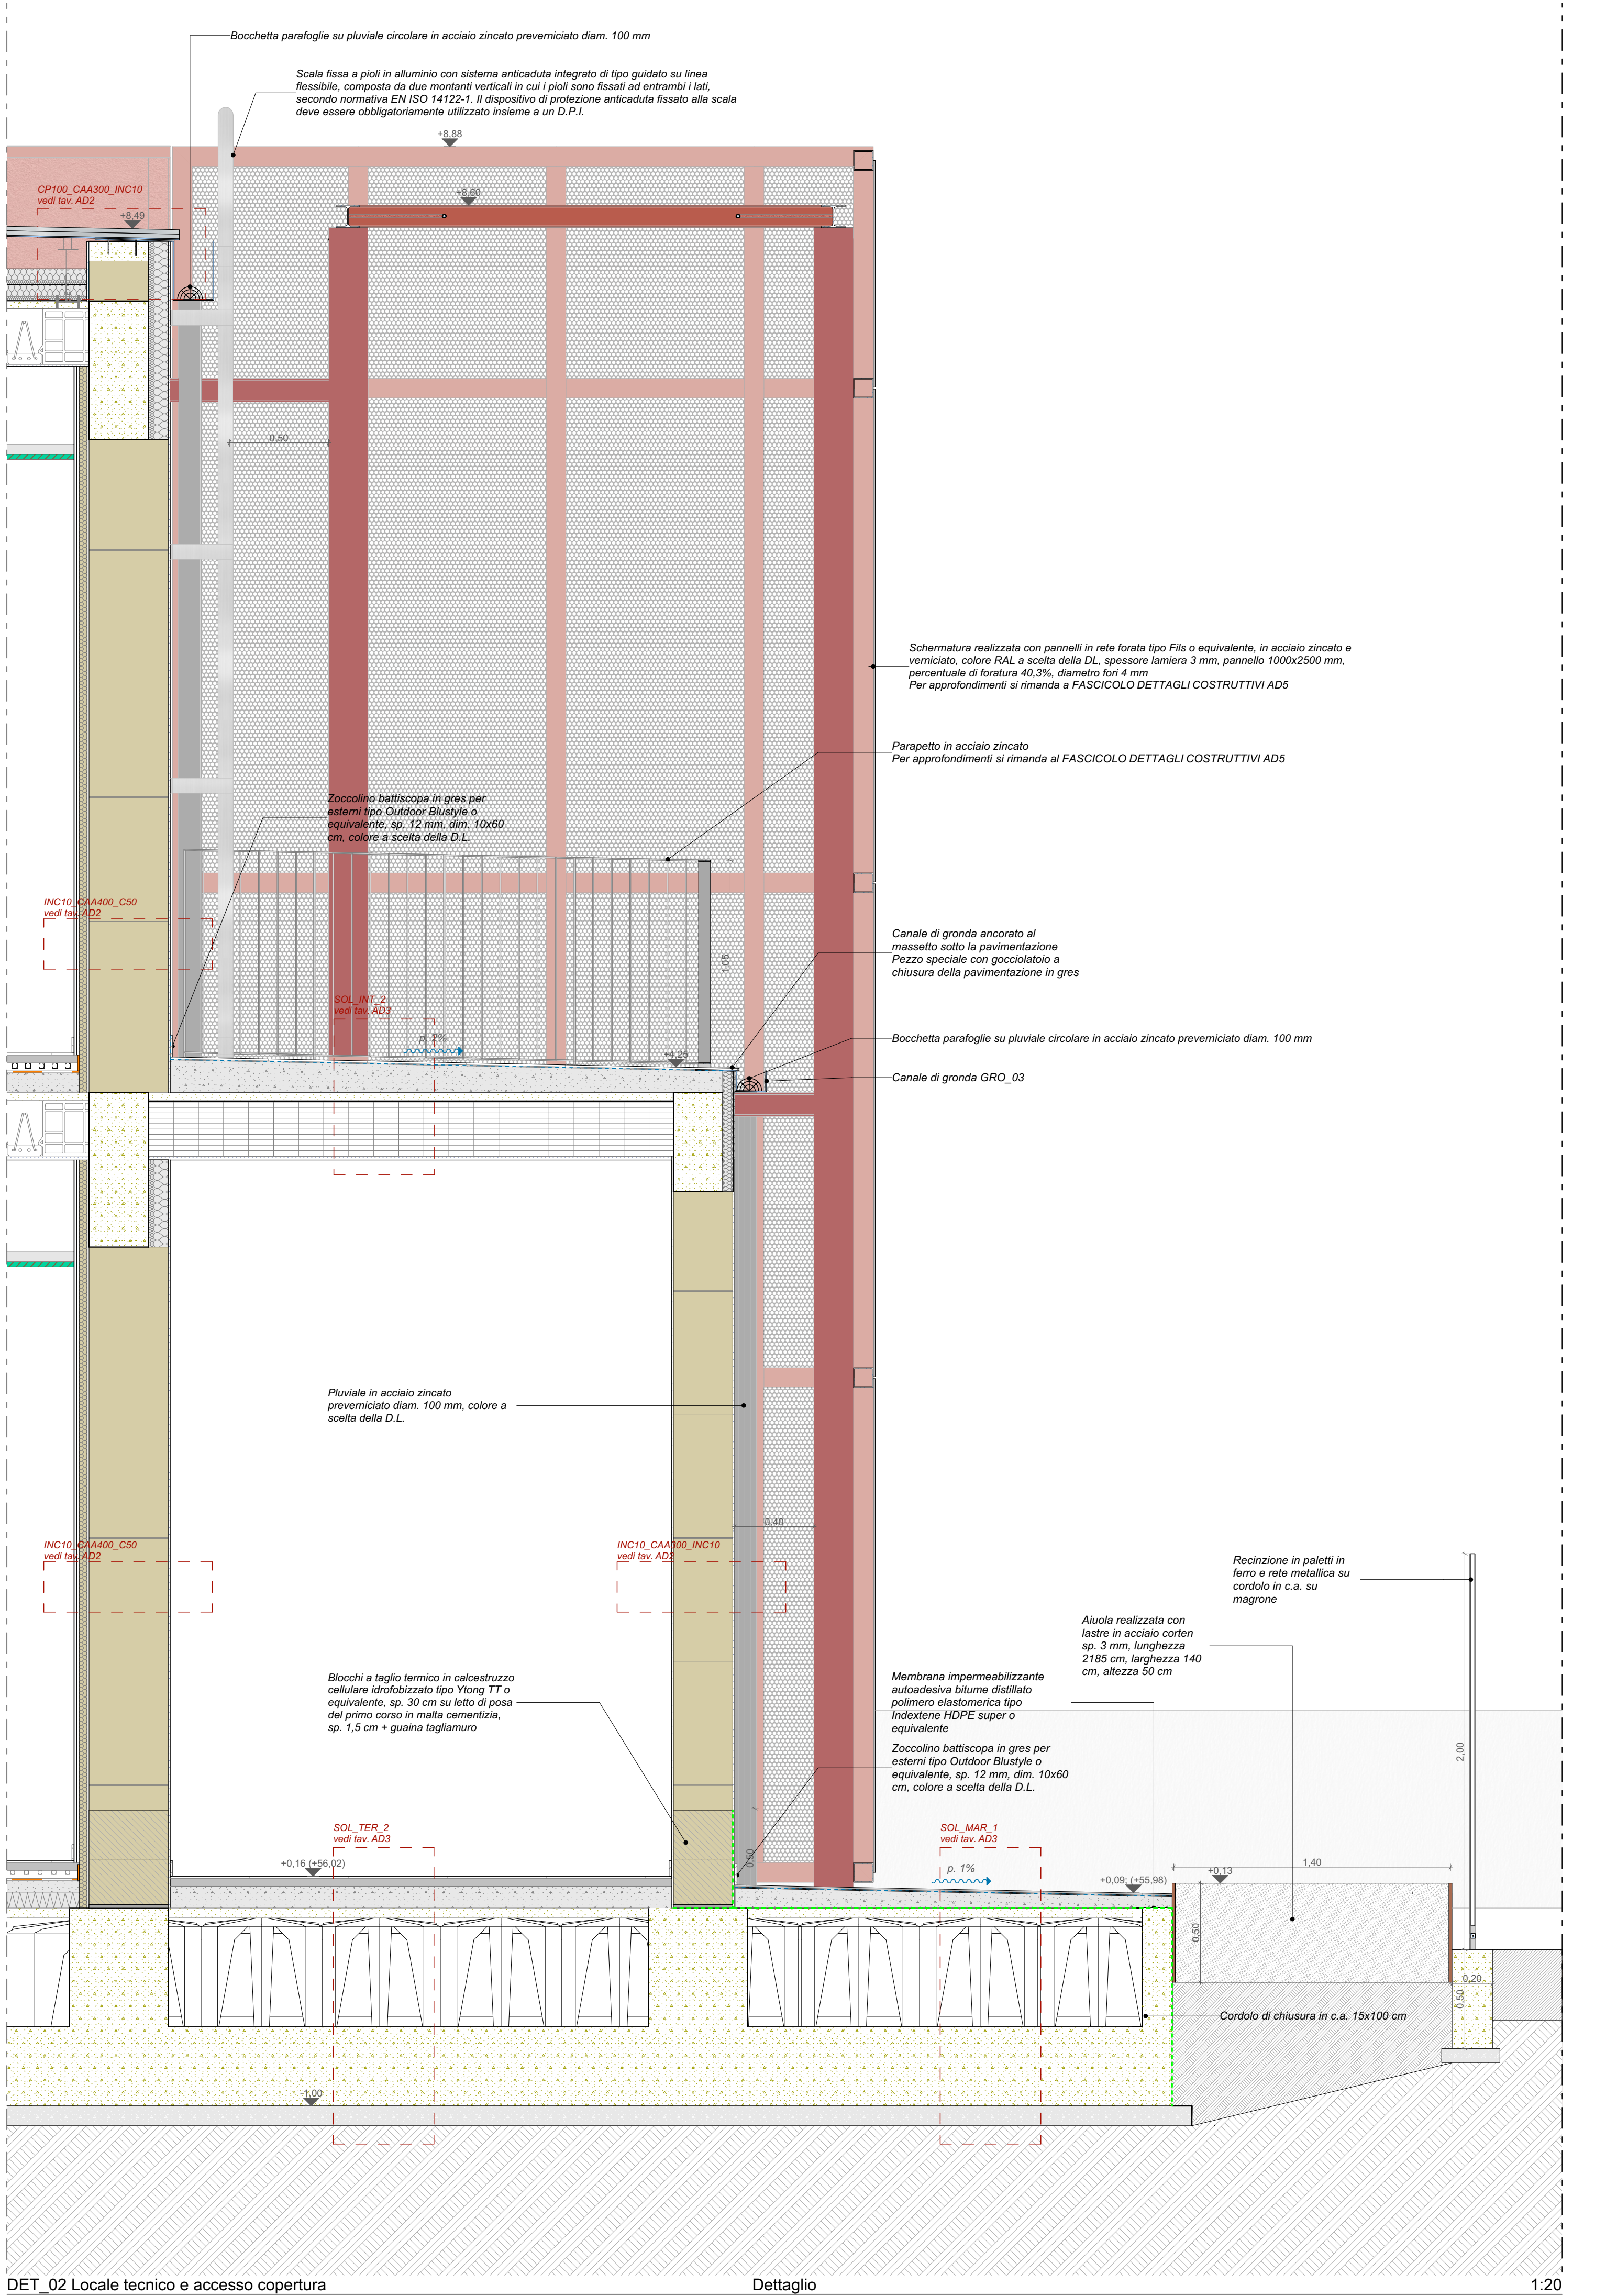 Bocchetta parafoglie su pluviale circolare in acciaio zincato preverniciato diam. 100 mm
Scala fissa a pioli in alluminio con sistema anticaduta integrato di tipo guidato su linea
flessibile, composta da due montanti verticali in cui i pioli sono fissati ad entrambi i lati,
secondo normativa EN ISO 14122-1. Il dispositivo di protezione anticaduta fissato alla scala
deve essere obbligatoriamente utilizzato insieme a un D.P.I.
+8,88
CP100_CAA300_INC10
vedi tav. AD2
+8,49
+8,60
0,50
Schermatura realizzata con pannelli in rete forata tipo Fils o equivalente, in acciaio zincato e
verniciato, colore RAL a scelta della DL, spessore lamiera 3 mm, pannello 1000x2500 mm,
percentuale di foratura 40,3%, diametro fori 4 mm
Per approfondimenti si rimanda a FASCICOLO DETTAGLI COSTRUTTIVI AD5
Parapetto in acciaio zincato
Per approfondimenti si rimanda al FASCICOLO DETTAGLI COSTRUTTIVI AD5
Zoccolino battiscopa in gres per
esterni tipo Outdoor Blustyle o
equivalente, sp. 12 mm, dim. 10x60
cm, colore a scelta della D.L.
INC10_CAA400_C50
vedi tav. AD2
Canale di gronda ancorato al
massetto sotto la pavimentazione
Pezzo speciale con gocciolatoio a
chiusura della pavimentazione in gres
1,05
SOL_INT_2
vedi tav. AD3
p. 2%
+4,25
Bocchetta parafoglie su pluviale circolare in acciaio zincato preverniciato diam. 100 mm
Canale di gronda GRO_03
Pluviale in acciaio zincato
preverniciato diam. 100 mm, colore a
scelta della D.L.
0,40
INC10_CAA400_C50
vedi tav. AD2
INC10_CAA300_INC10
vedi tav. AD2
Recinzione in paletti in
ferro e rete metallica su
cordolo in c.a. su
magrone
Aiuola realizzata con
lastre in acciaio corten
sp. 3 mm, lunghezza
2185 cm, larghezza 140
cm, altezza 50 cm
Blocchi a taglio termico in calcestruzzo
cellulare idrofobizzato tipo Ytong TT o
equivalente, sp. 30 cm su letto di posa
del primo corso in malta cementizia,
sp. 1,5 cm + guaina tagliamuro
Membrana impermeabilizzante
autoadesiva bitume distillato
polimero elastomerica tipo
Indextene HDPE super o
equivalente
Zoccolino battiscopa in gres per
esterni tipo Outdoor Blustyle o
equivalente, sp. 12 mm, dim. 10x60
cm, colore a scelta della D.L.
2,00
SOL_TER_2
vedi tav. AD3
SOL_MAR_1
vedi tav. AD3
+0,16 (+56,02)
0,50
p. 1%
+0,09; (+55,98)
+0,13
1,40
0,50
0,20
0,50
Cordolo di chiusura in c.a. 15x100 cm
-1,00
DET_02 Locale tecnico e accesso copertura
Dettaglio
1:20